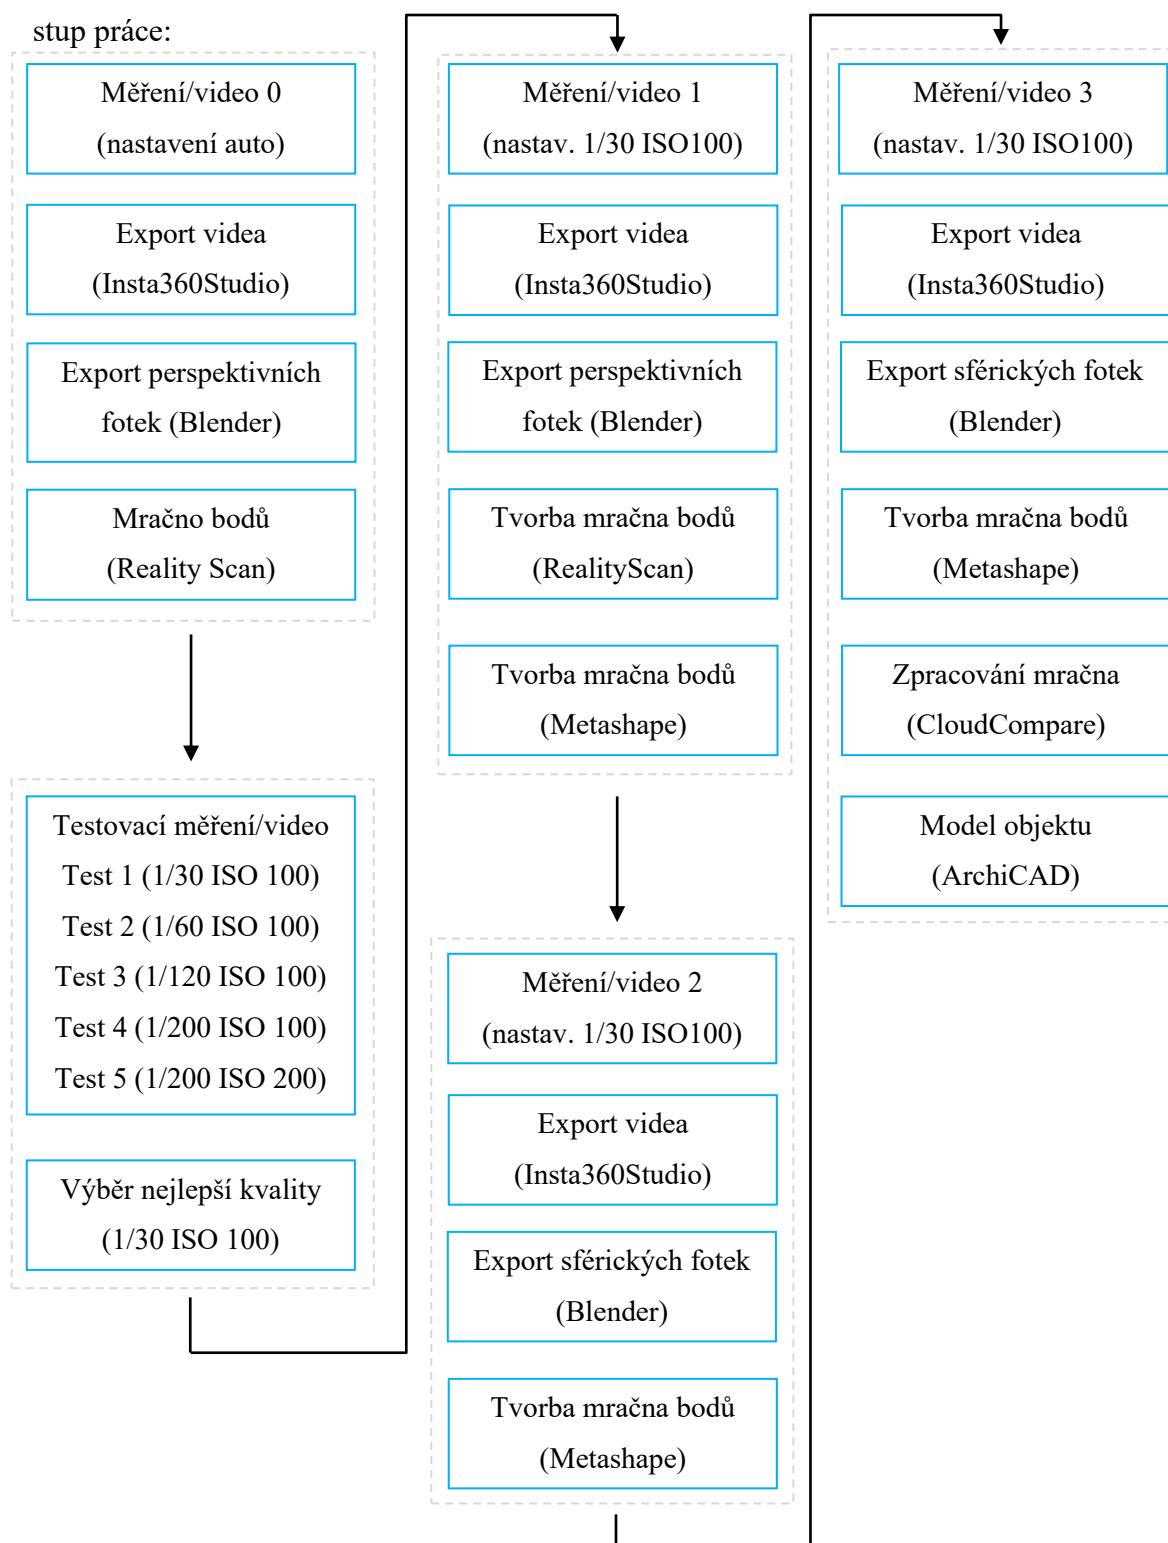 stup práce:
Měření/video 0
(nastavení auto)
Export videa
(Insta360Studio)
Export perspektivních
fotek (Blender)
Mračno bodů
(Reality Scan)
Testovací měření/video
Test 1 (1/30 ISO 100)
Test 2 (1/60 ISO 100)
Test 3 (1/120 ISO 100)
Test 4 (1/200 ISO 100)
Test 5 (1/200 ISO 200)
Výběr nejlepší kvality
(1/30 ISO 100)
Měření/video 1
(nastav. 1/30 ISO100)
Export videa
(Insta360Studio)
Export perspektivních
fotek (Blender)
Tvorba mračna bodů
(RealityScan)
Tvorba mračna bodů
(Metashape)
Měření/video 2
(nastav. 1/30 ISO100)
Export videa
(Insta360Studio)
Export sférických fotek
(Blender)
Tvorba mračna bodů
(Metashape)
Měření/video 3
(nastav. 1/30 ISO100)
Export videa
(Insta360Studio)
Export sférických fotek
(Blender)
Tvorba mračna bodů
(Metashape)
Zpracování mračna
(CloudCompare)
Model objektu
(ArchiCAD)